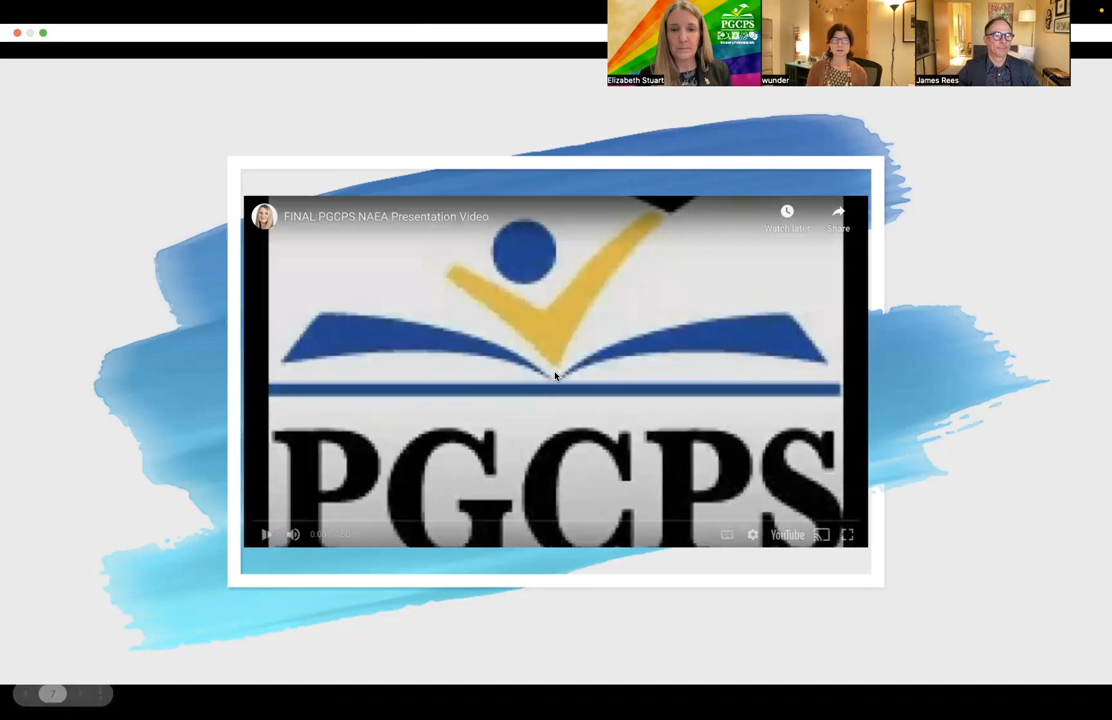 PGCPS
Elizabeth Stuart
wunder
James Rees
FINAL PGCPS NAEA Presentation Video
Watch later
Share
PGCPS
YouTube
7